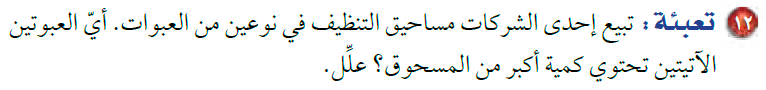 ١٢ تعبئة : تبيع إحدى الشركات مساحيق التنظيف في نوعين من العبوات. أيّ العبوتين
الآتيتين تحتوي كمية أكبر من المسحوق؟ علِّل.